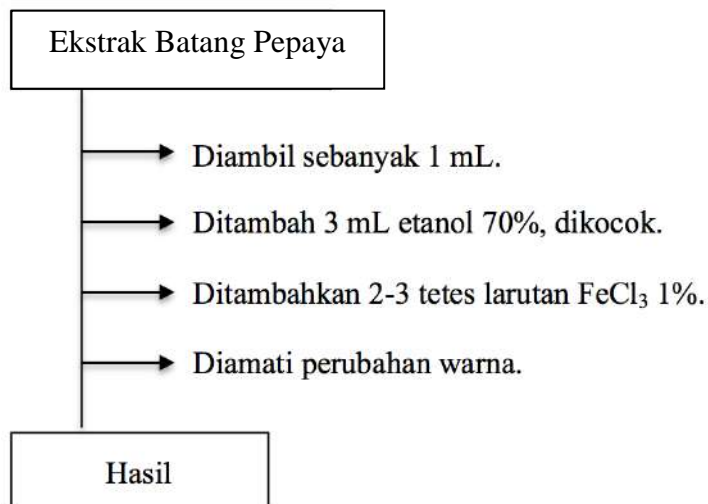 Ekstrak Batang Pepaya
Diambil sebanyak 1 mL.
Ditambah 3 mL etanol 70%, dikocok.
Ditambahkan 2-3 tetes larutan FeCl₃ 1%.
Diamati perubahan warna.
Hasil